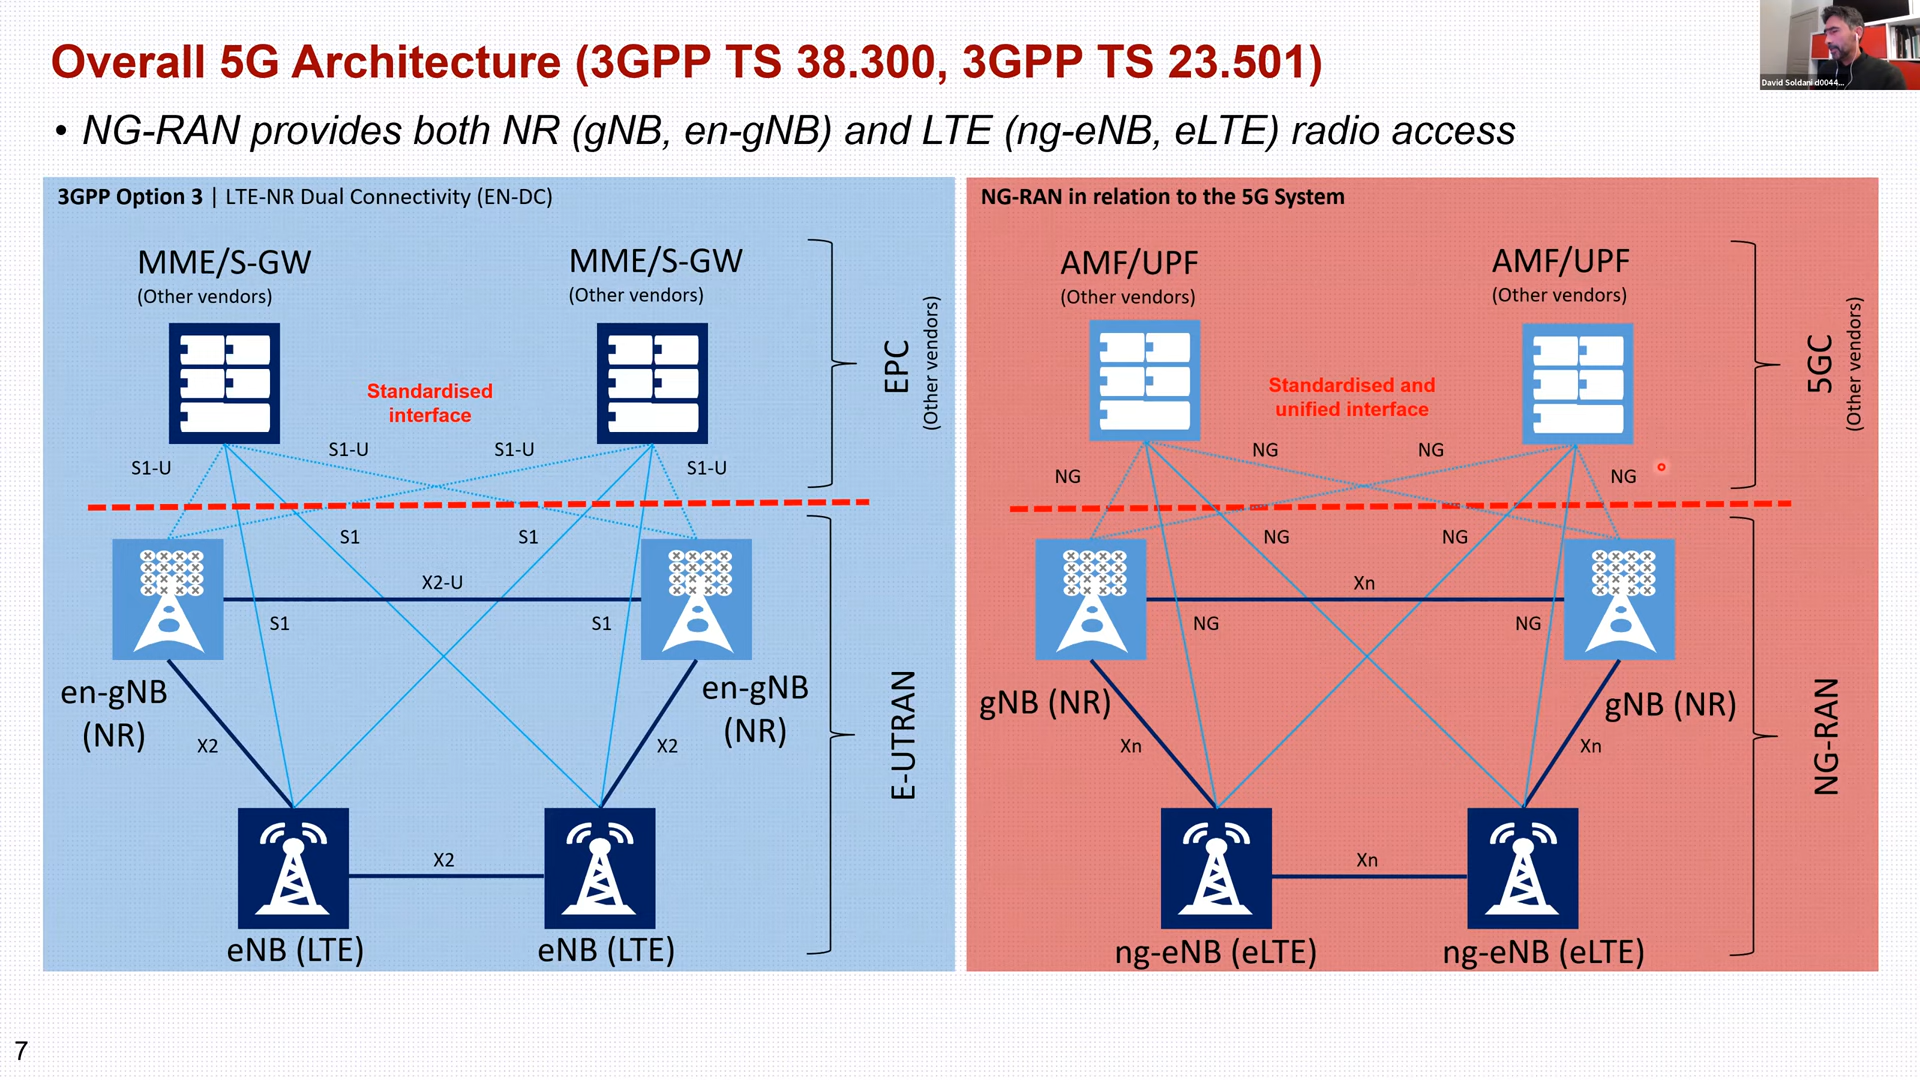 Overall 5G Architecture (3GPP TS 38.300, 3GPP TS 23.501)
David Soldani d0044...
• NG-RAN provides both NR (gNB, en-gNB) and LTE (ng-eNB, eLTE) radio access
3GPP Option 3 | LTE-NR Dual Connectivity (EN-DC)
MME/S-GW
(Other vendors)
MME/S-GW
(Other vendors)
EPC
(Other vendors)
Standardised
interface
S1-U
S1-U
S1-U
S1-U
S1
S1
X2-U
S1
S1
en-gNB
(NR)
en-gNB
(NR)
X2
X2
E-UTRAN
X2
eNB (LTE)
eNB (LTE)
NG-RAN in relation to the 5G System
AMF/UPF
(Other vendors)
AMF/UPF
(Other vendors)
5GC
(Other vendors)
Standardised and
unified interface
NG
NG
NG
NG
NG
NG
Xn
NG
NG
gNB (NR)
gNB (NR)
Xn
Xn
NG-RAN
Xn
ng-eNB (eLTE)
ng-eNB (eLTE)
7